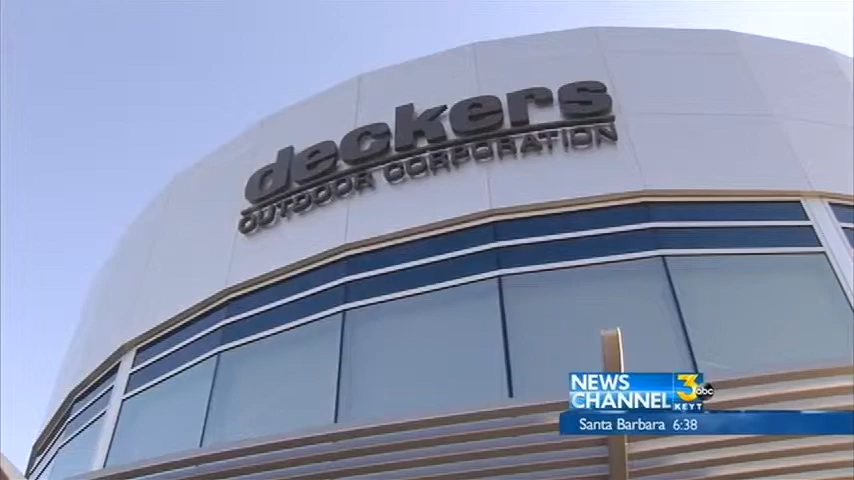 deckers
OUTDOOR CORPORATION
NEWS
CHANNEL 3 abc
KEYT
Santa Barbara 6:38